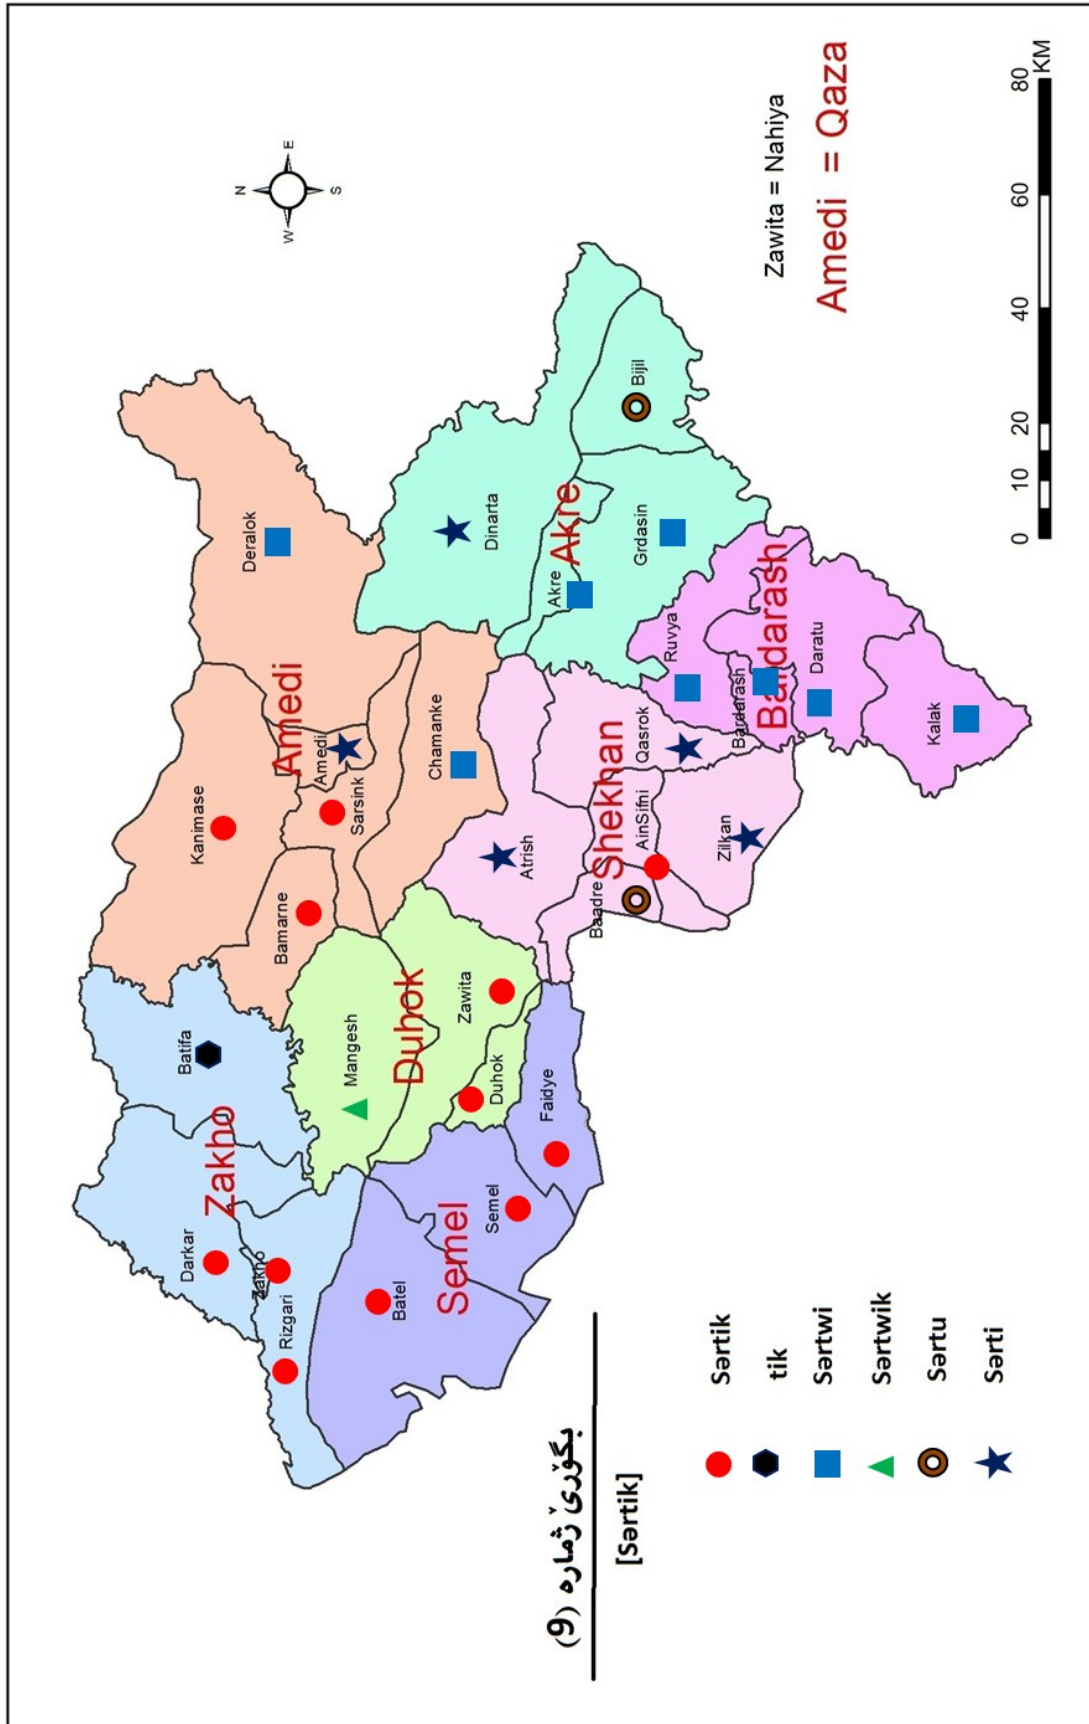 N
W
E
S
Zawita = Nahiya
Amedi = Qaza
0 10 20 40 60 80
KM
Zakho
Darkar
Batifa
Zakho
Rizgari
Amedi
Kanimase
Deralok
Bamarne
Sarsink
Amedi
Chamanke
Duhok
Mangesh
Zawita
Duhok
Semel
Batel
Semel
Faidye
Akre
Dinarta
Akre
Grdasin
Bijil
Shekhan
Atrish
Qasrok
AinSifni
Baadre
Zilkan
Bardarash
Ruvya
Bardarash
Daratu
Kalak
بگۆڕێ ژماره (9)
[Sərtik]
Sərtik
tik
Sərtwi
Sərtwik
Sərtu
Sərti